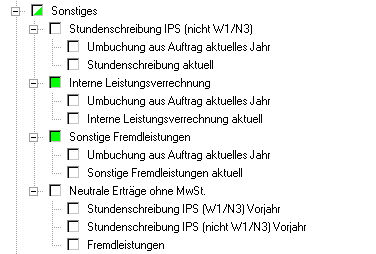 Sonstiges
Stundenschreibung IPS (nicht W1/N3)
Umbuchung aus Auftrag aktuelles Jahr
Stundenschreibung aktuell
Interne Leistungsverrechnung
Umbuchung aus Auftrag aktuelles Jahr
Interne Leistungsverrechnung aktuell
Sonstige Fremdleistungen
Umbuchung aus Auftrag aktuelles Jahr
Sonstige Fremdleistungen aktuell
Neutrale Erträge ohne MwSt.
Stundenschreibung IPS (W1/N3) Vorjahr
Stundenschreibung IPS (nicht W1/N3) Vorjahr
Fremdleistungen